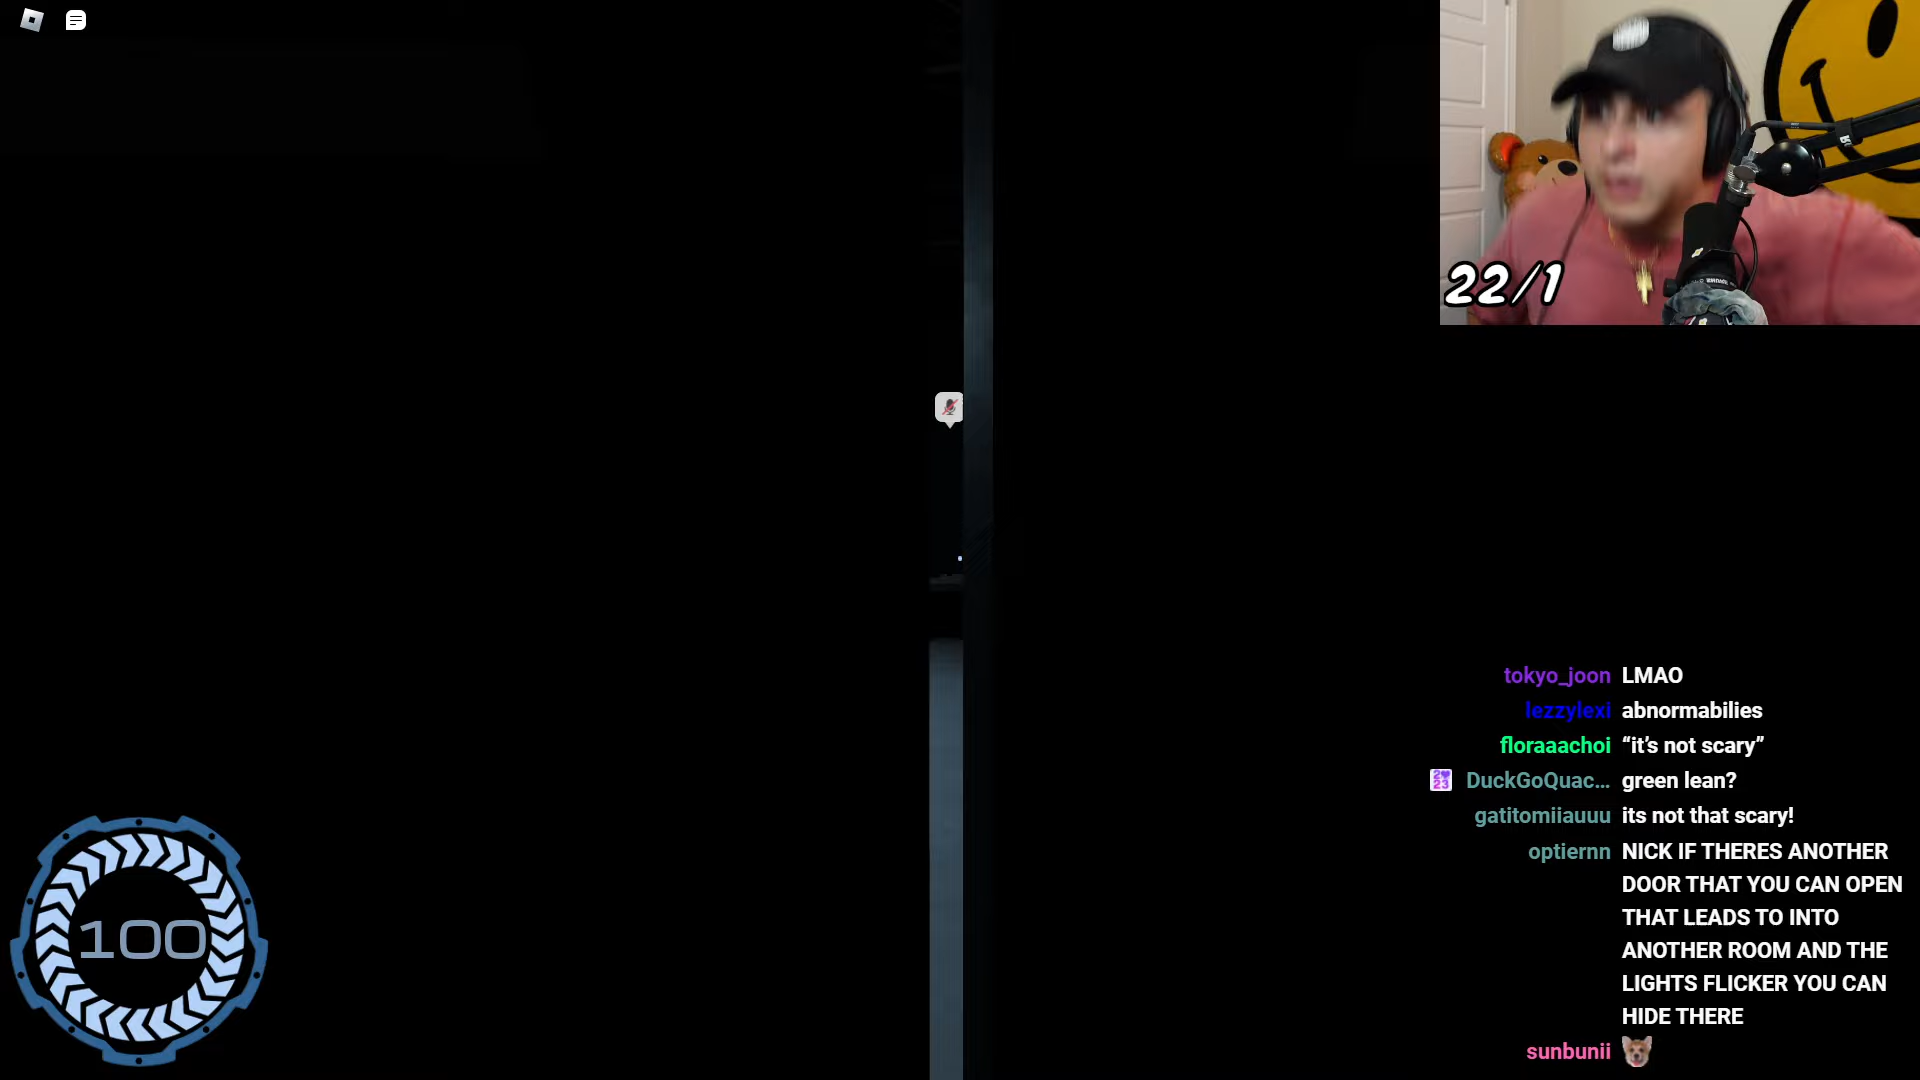 22/1
tokyo_joon LMAO
lezzylexi abnormabilies
floraaachoi “it’s not scary”
DuckGoQuac... green lean?
gatitomiiauuu its not that scary!
optiernn NICK IF THERES ANOTHER
DOOR THAT YOU CAN OPEN
THAT LEADS TO INTO
ANOTHER ROOM AND THE
LIGHTS FLICKER YOU CAN
HIDE THERE
sunbunii
100